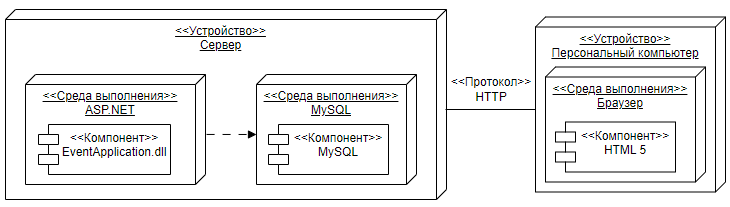 <<Устройство>>
Сервер
<<Среда выполнения>>
ASP.NET
<<Компонент>>
EventApplication.dll
<<Среда выполнения>>
MySQL
<<Компонент>>
MySQL
<<Протокол>>
HTTP
<<Устройство>>
Персональный компьютер
<<Среда выполнения>>
Браузер
<<Компонент>>
HTML 5